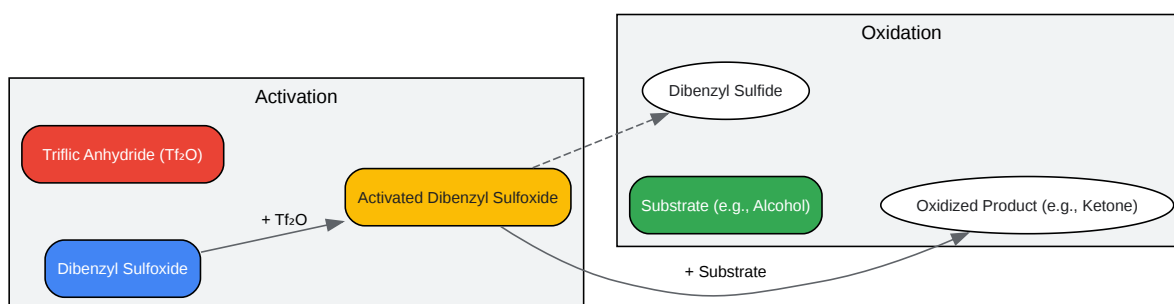 Activation
Triflic Anhydride (Tf₂O)
Dibenzyl Sulfoxide
+ Tf₂O
Activated Dibenzyl Sulfoxide
Oxidation
Dibenzyl Sulfide
Substrate (e.g., Alcohol)
Oxidized Product (e.g., Ketone)
+ Substrate